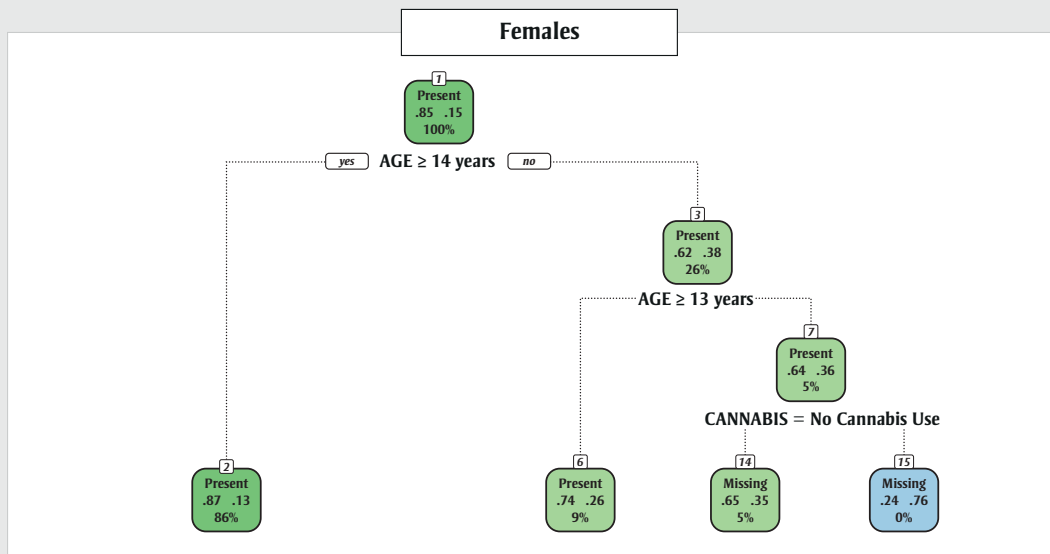 Females
1
Present
.85 .15
100%
yes AGE ≥ 14 years no
3
Present
.62 .38
26%
AGE ≥ 13 years
7
Present
.64 .36
5%
CANNABIS = No Cannabis Use
2
Present
.87 .13
86%
6
Present
.74 .26
9%
14
Missing
.65 .35
5%
15
Missing
.24 .76
0%